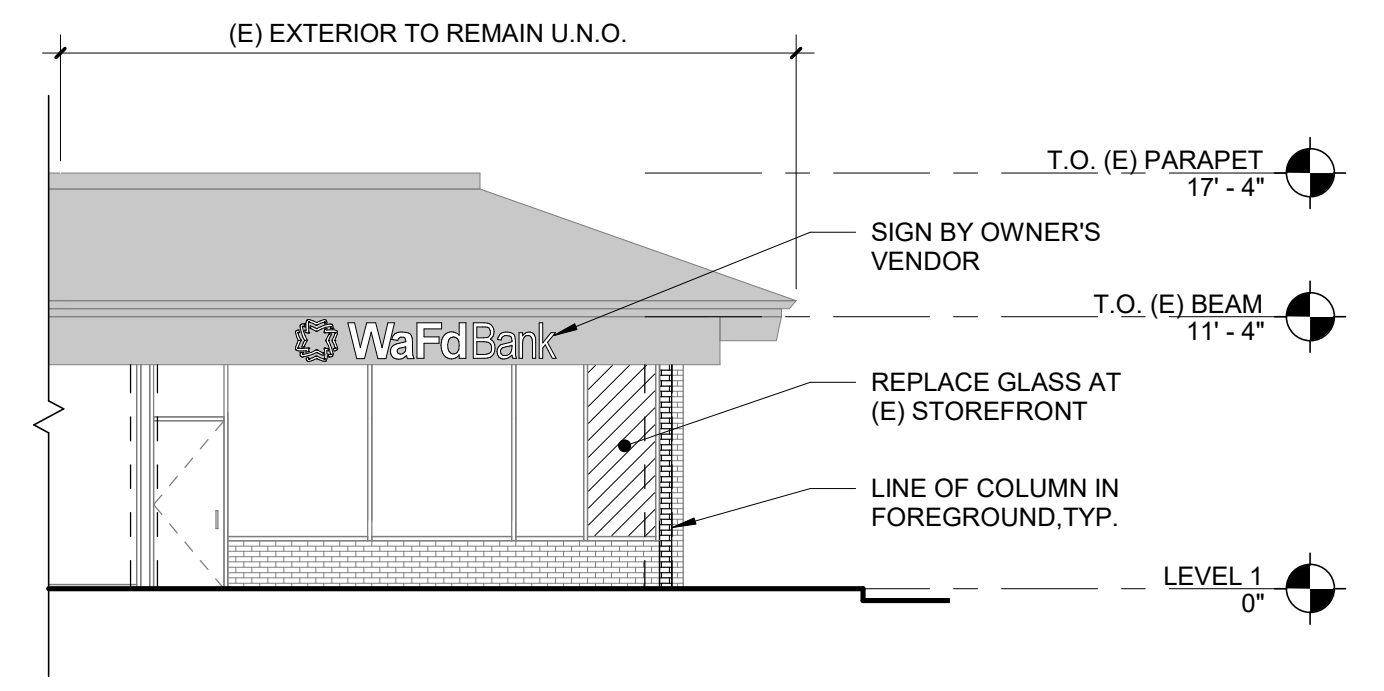 (E) EXTERIOR TO REMAIN U.N.O.
T.O. (E) PARAPET
17' - 4"
SIGN BY OWNER'S
VENDOR
T.O. (E) BEAM
11' - 4"
WaFdBank
REPLACE GLASS AT
(E) STOREFRONT
LINE OF COLUMN IN
FOREGROUND,TYP.
LEVEL 1
0"